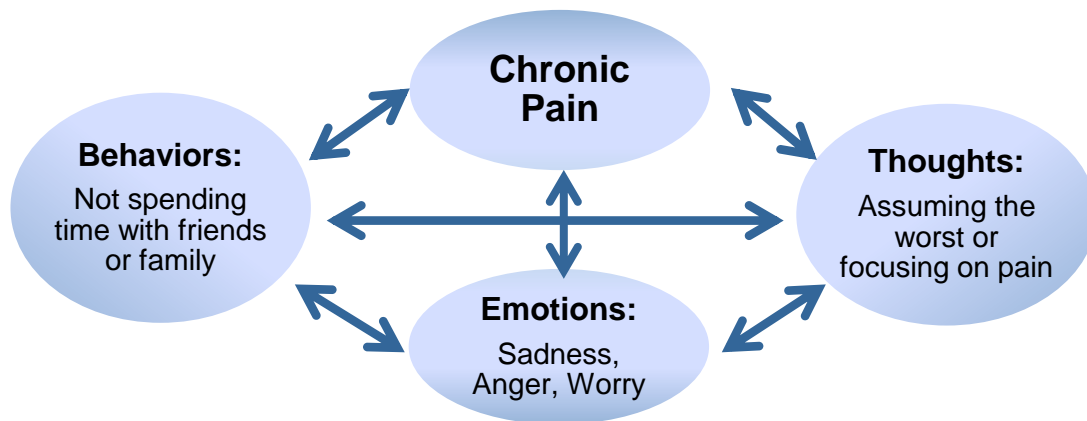 Chronic
Pain
Behaviors:
Not spending
time with friends
or family
Thoughts:
Assuming the
worst or
focusing on pain
Emotions:
Sadness,
Anger, Worry